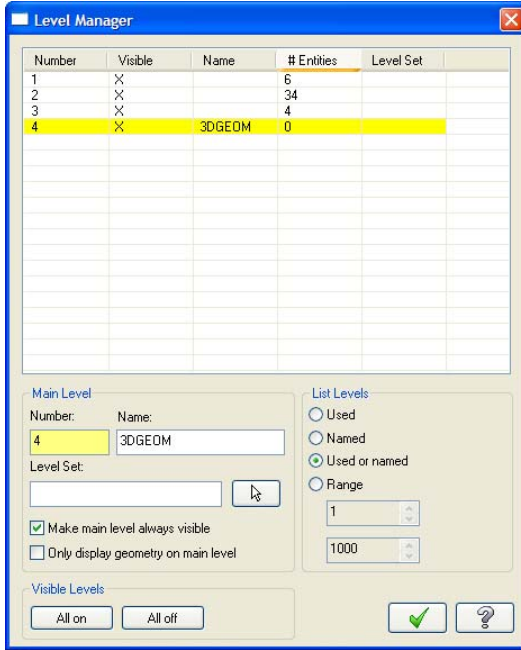 Level Manager
Number Visible Name # Entities Level Set
1 X 6
2 X 34
3 X 4
4 X 3DGEOM 0
Main Level
Number: Name:
4 3DGEOM
Level Set:
Make main level always visible
Only display geometry on main level
List Levels
Used
Named
Used or named
Range
1
1000
Visible Levels
All on All off